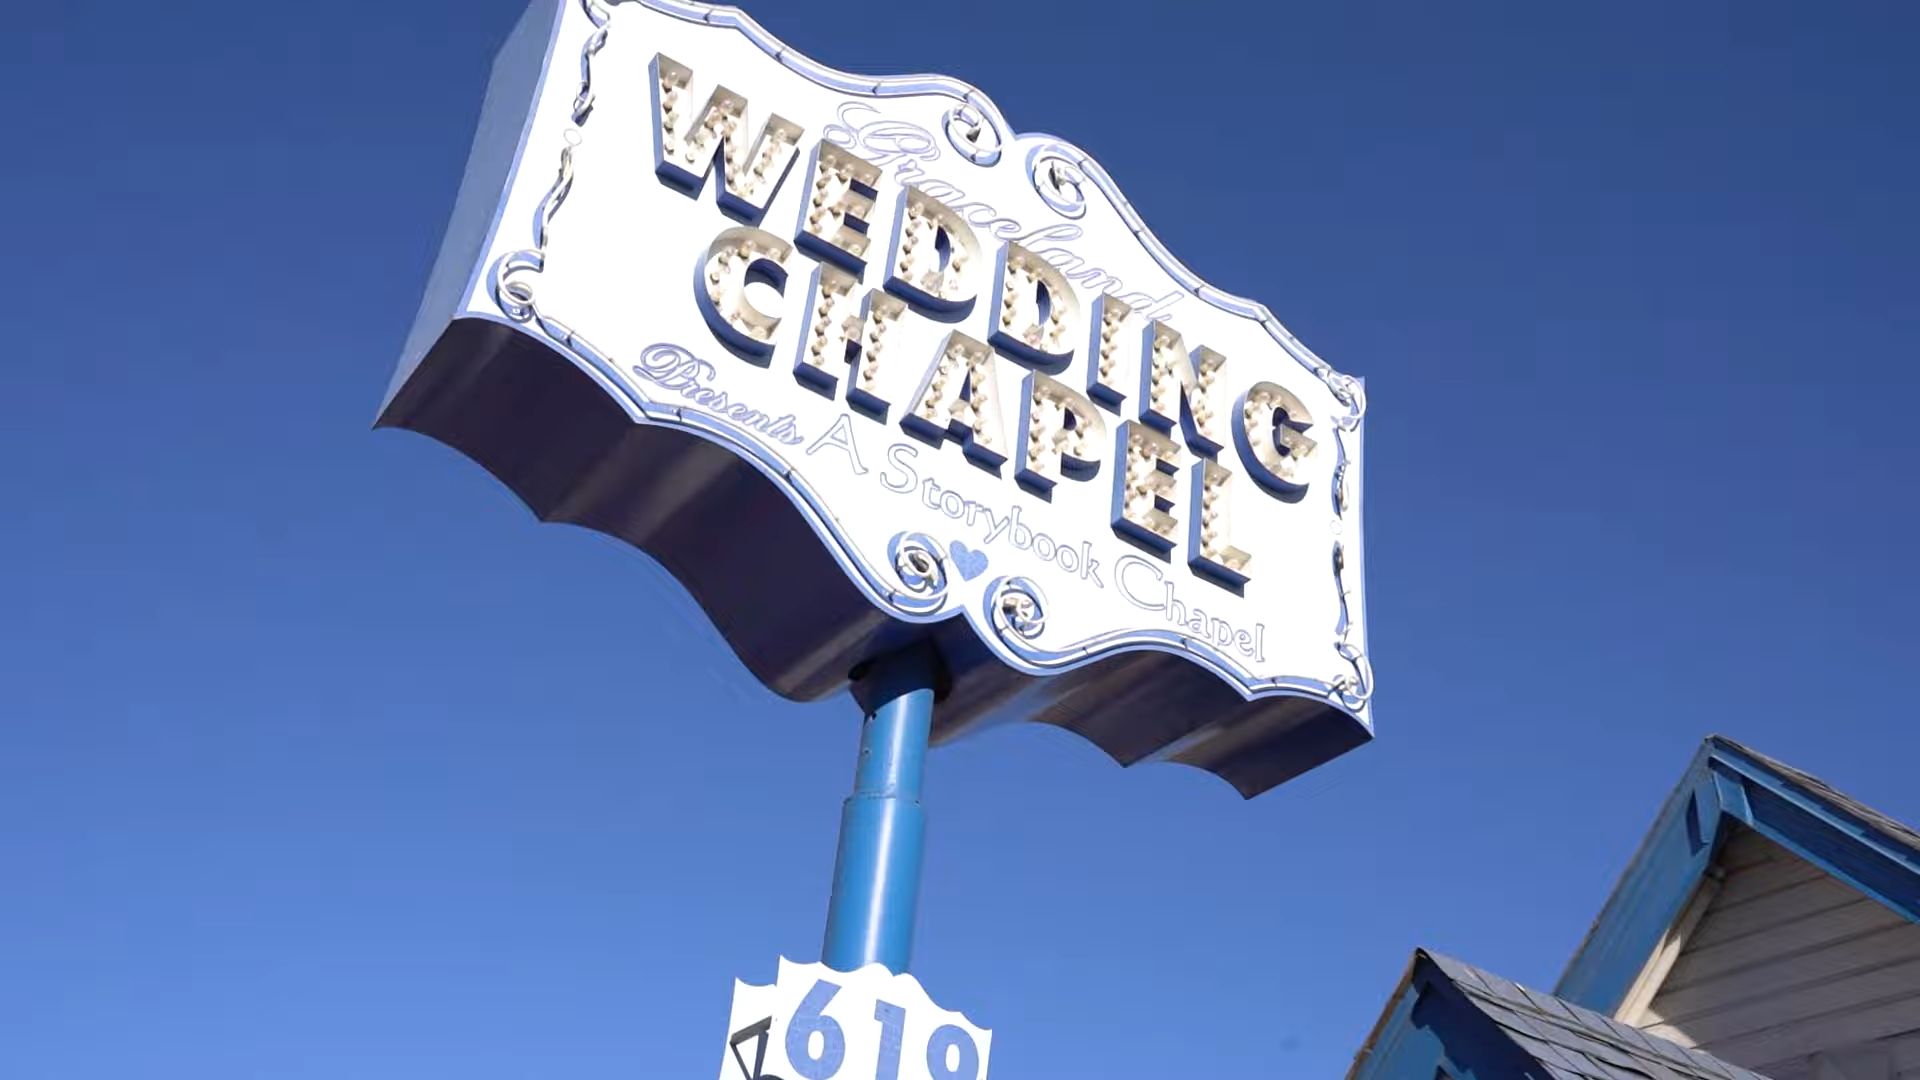 Graceland
WEDDING
CHAPEL
Presents A Storybook Chapel
619